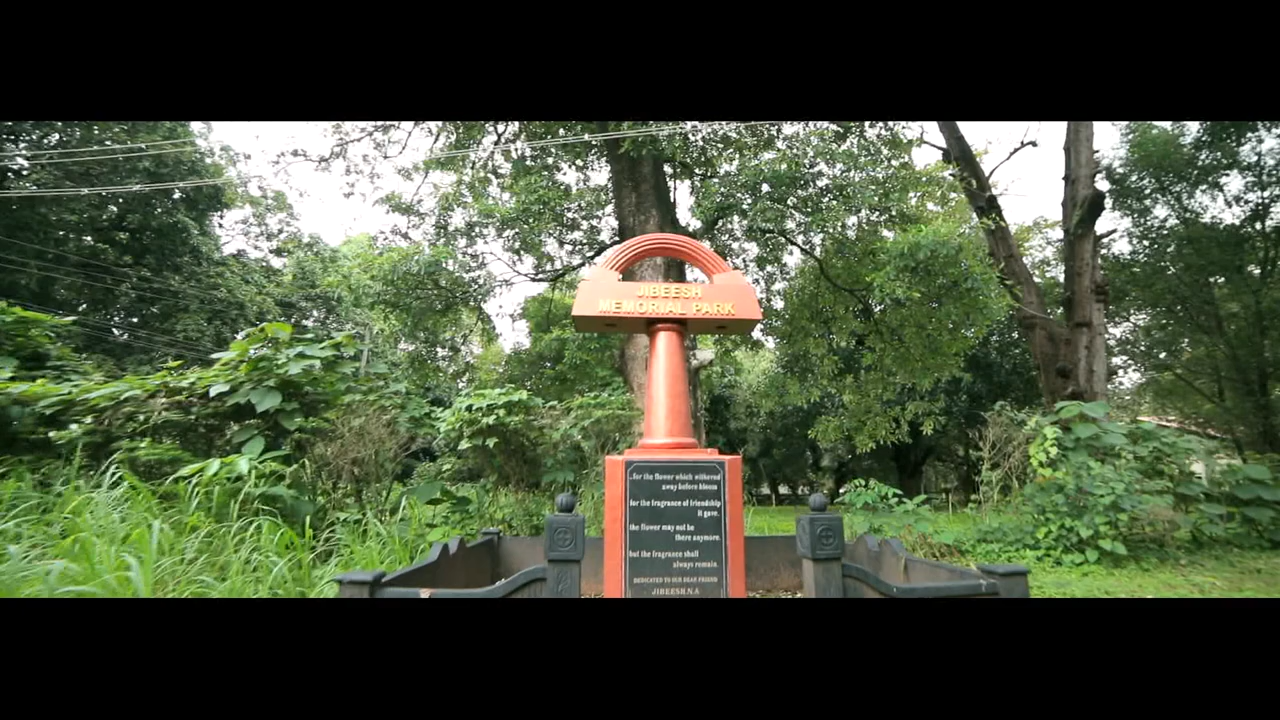 JIBEESH
MEMORIAL PARK
..for the flower which withered
away before bloom
for the fragrance of friendship
it gave.
the flower may not be
there anymore.
but the fragrance shall
always remain.
DEDICATED TO OUR DEAR FRIEND
JIBEESH.N.A